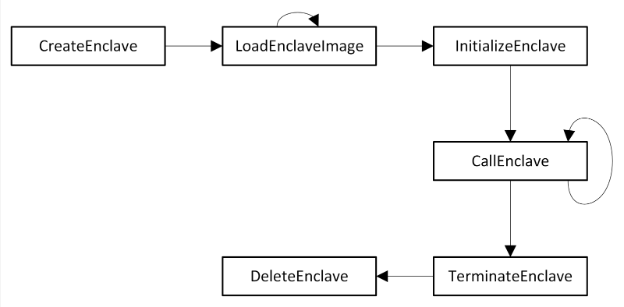 CreateEnclave
LoadEnclaveImage
InitializeEnclave
CallEnclave
DeleteEnclave
TerminateEnclave